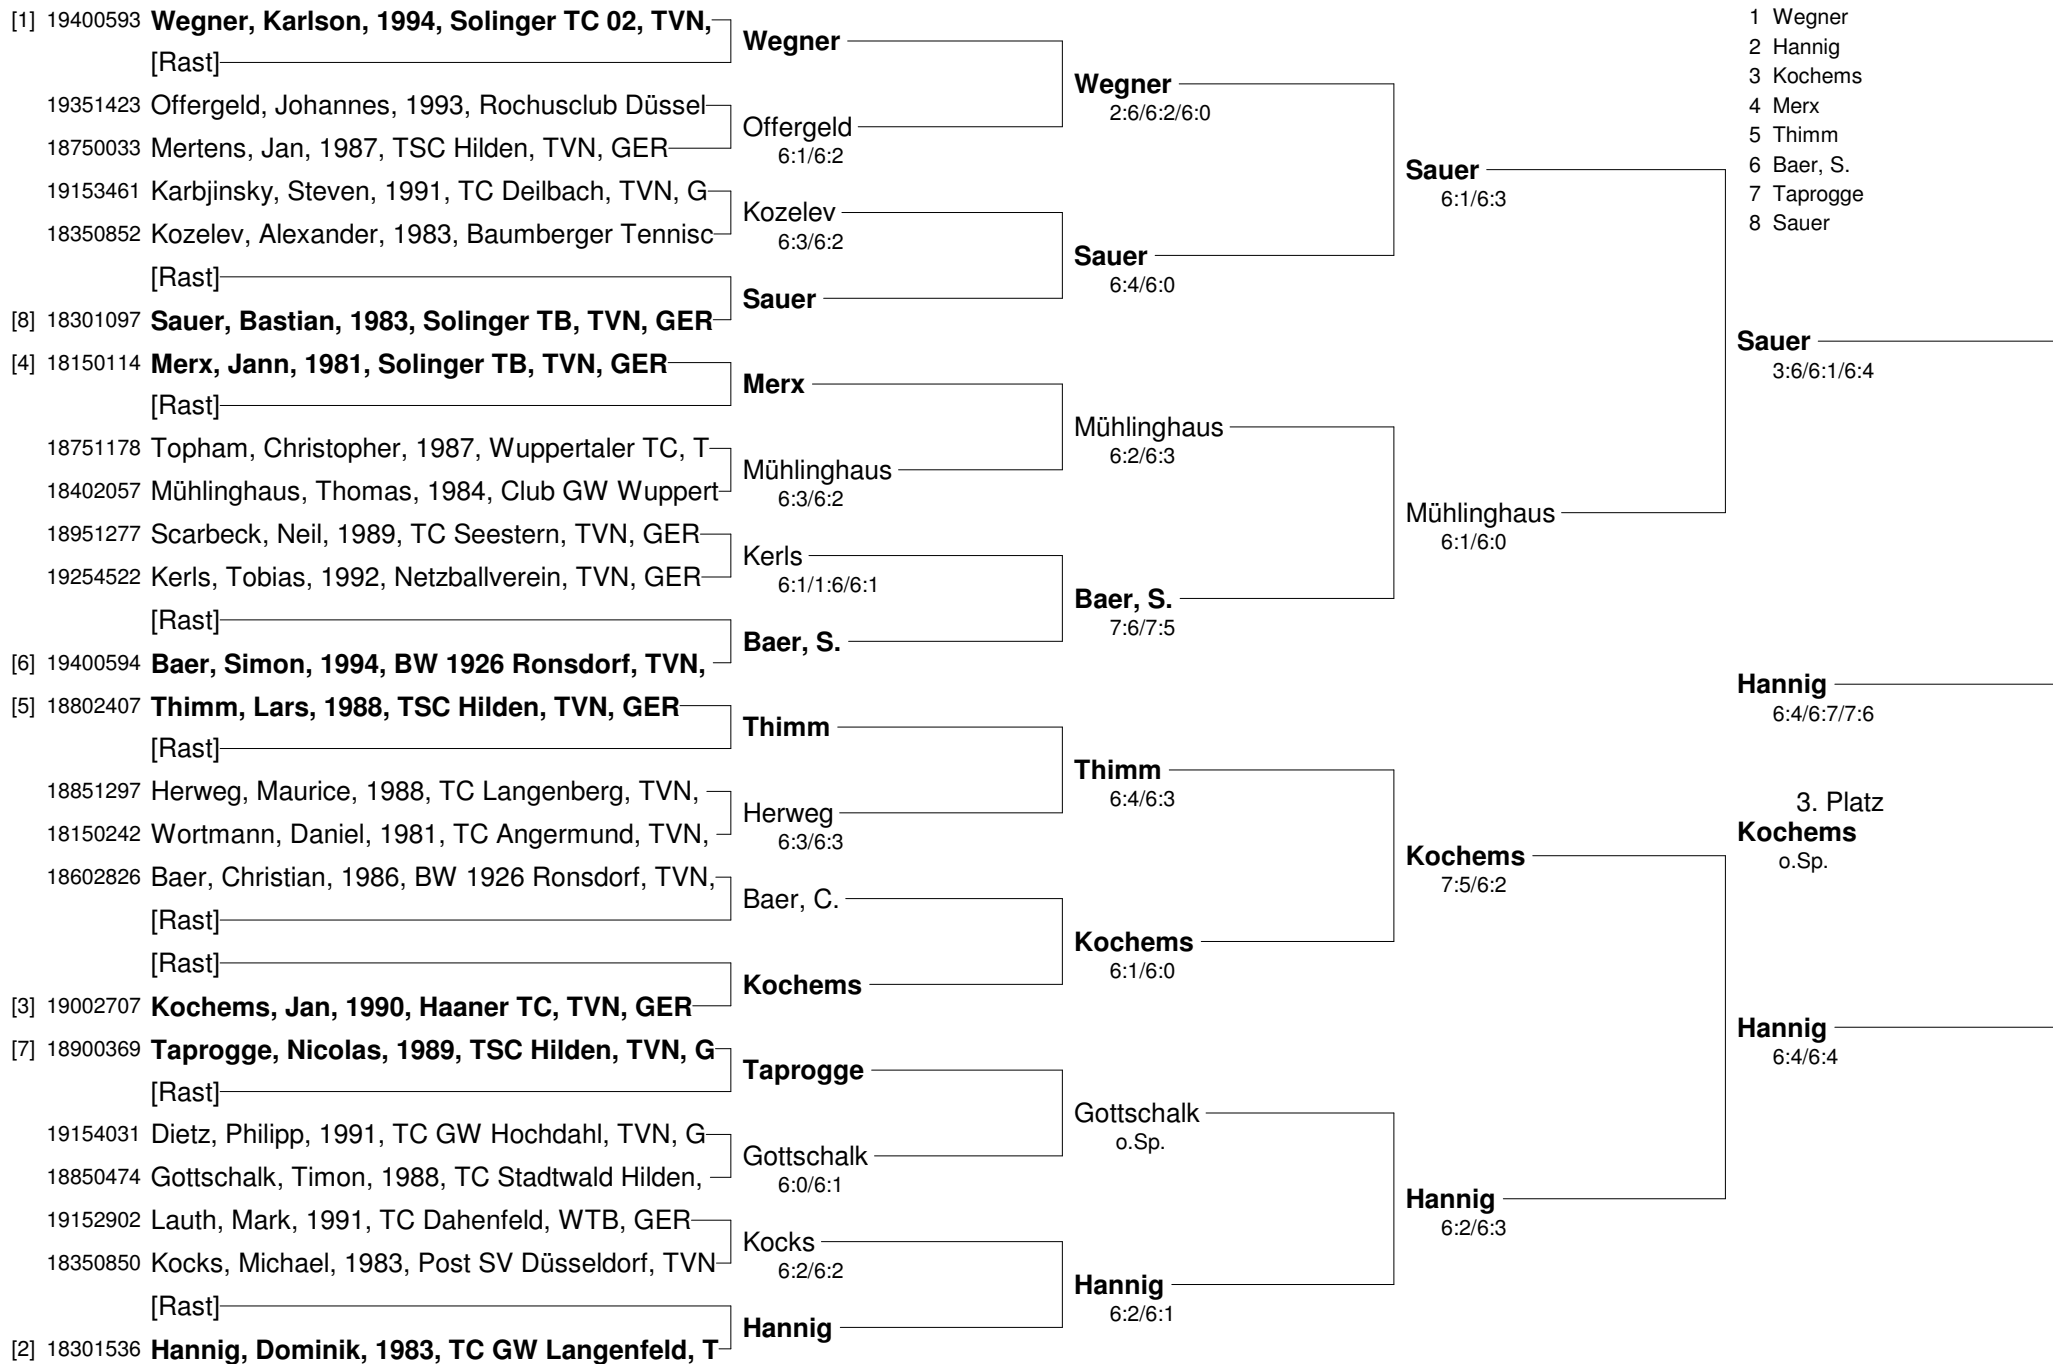 [1] 19400593 Wegner, Karlson, 1994, Solinger TC 02, TVN,
[Rast]
19351423 Offergeld, Johannes, 1993, Rochusclub Düssel
18750033 Mertens, Jan, 1987, TSC Hilden, TVN, GER
19153461 Karbjinsky, Steven, 1991, TC Deilbach, TVN, G
18350852 Kozelev, Alexander, 1983, Baumberger Tennisc
[Rast]
[8] 18301097 Sauer, Bastian, 1983, Solinger TB, TVN, GER
[4] 18150114 Merx, Jann, 1981, Solinger TB, TVN, GER
[Rast]
18751178 Topham, Christopher, 1987, Wuppertaler TC, T
18402057 Mühlinghaus, Thomas, 1984, Club GW Wuppert
18951277 Scarbeck, Neil, 1989, TC Seestern, TVN, GER
19254522 Kerls, Tobias, 1992, Netzballverein, TVN, GER
[Rast]
[6] 19400594 Baer, Simon, 1994, BW 1926 Ronsdorf, TVN,
[5] 18802407 Thimm, Lars, 1988, TSC Hilden, TVN, GER
[Rast]
18851297 Herweg, Maurice, 1988, TC Langenberg, TVN,
18150242 Wortmann, Daniel, 1981, TC Angermund, TVN,
18602826 Baer, Christian, 1986, BW 1926 Ronsdorf, TVN,
[Rast]
[Rast]
[3] 19002707 Kochems, Jan, 1990, Haaner TC, TVN, GER
[7] 18900369 Taprogge, Nicolas, 1989, TSC Hilden, TVN, G
[Rast]
19154031 Dietz, Philipp, 1991, TC GW Hochdahl, TVN, G
18850474 Gottschalk, Timon, 1988, TC Stadtwald Hilden,
19152902 Lauth, Mark, 1991, TC Dahenfeld, WTB, GER
18350850 Kocks, Michael, 1983, Post SV Düsseldorf, TVN
[Rast]
[2] 18301536 Hannig, Dominik, 1983, TC GW Langenfeld, T
Wegner
Offergeld
6:1/6:2
Kozelev
6:3/6:2
Sauer
Merx
Mühlinghaus
6:3/6:2
Kerls
6:1/1:6/6:1
Baer, S.
Thimm
Herweg
6:3/6:3
Baer, C.
Kochems
Taprogge
Gottschalk
6:0/6:1
Kocks
6:2/6:2
Hannig
Wegner
2:6/6:2/6:0
Sauer
6:4/6:0
Mühlinghaus
6:2/6:3
Baer, S.
7:6/7:5
Thimm
6:4/6:3
Kochems
6:1/6:0
Gottschalk
o.Sp.
Hannig
6:2/6:1
Sauer
6:1/6:3
Mühlinghaus
6:1/6:0
Kochems
7:5/6:2
Hannig
6:2/6:3
1 Wegner
2 Hannig
3 Kochems
4 Merx
5 Thimm
6 Baer, S.
7 Taprogge
8 Sauer
Sauer
3:6/6:1/6:4
Hannig
6:4/6:7/7:6
3. Platz
Kochems
o.Sp.
Hannig
6:4/6:4